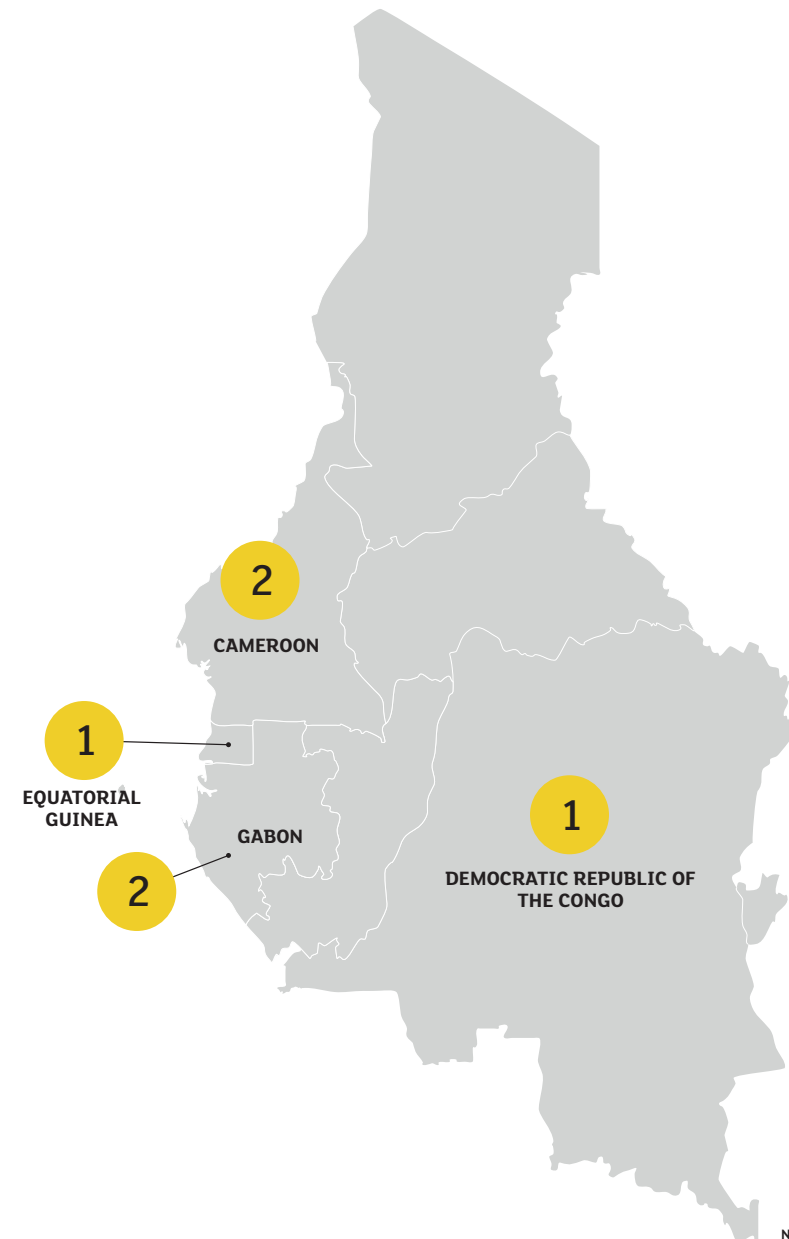 2
CAMEROON
1
EQUATORIAL
GUINEA
GABON
2
1
DEMOCRATIC REPUBLIC OF
THE CONGO
N